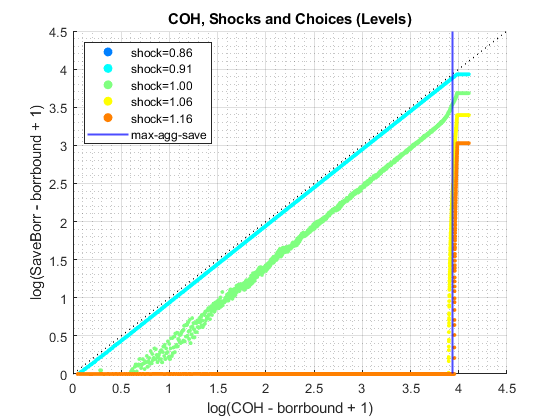 COH, Shocks and Choices (Levels)
4.5
4
3.5
3
2.5
2
1.5
1
0.5
0
log(SaveBorr - borrbound + 1)
shock=0.86
shock=0.91
shock=1.00
shock=1.06
shock=1.16
max-agg-save
0 0.5 1 1.5 2 2.5 3 3.5 4 4.5
log(COH - borrbound + 1)